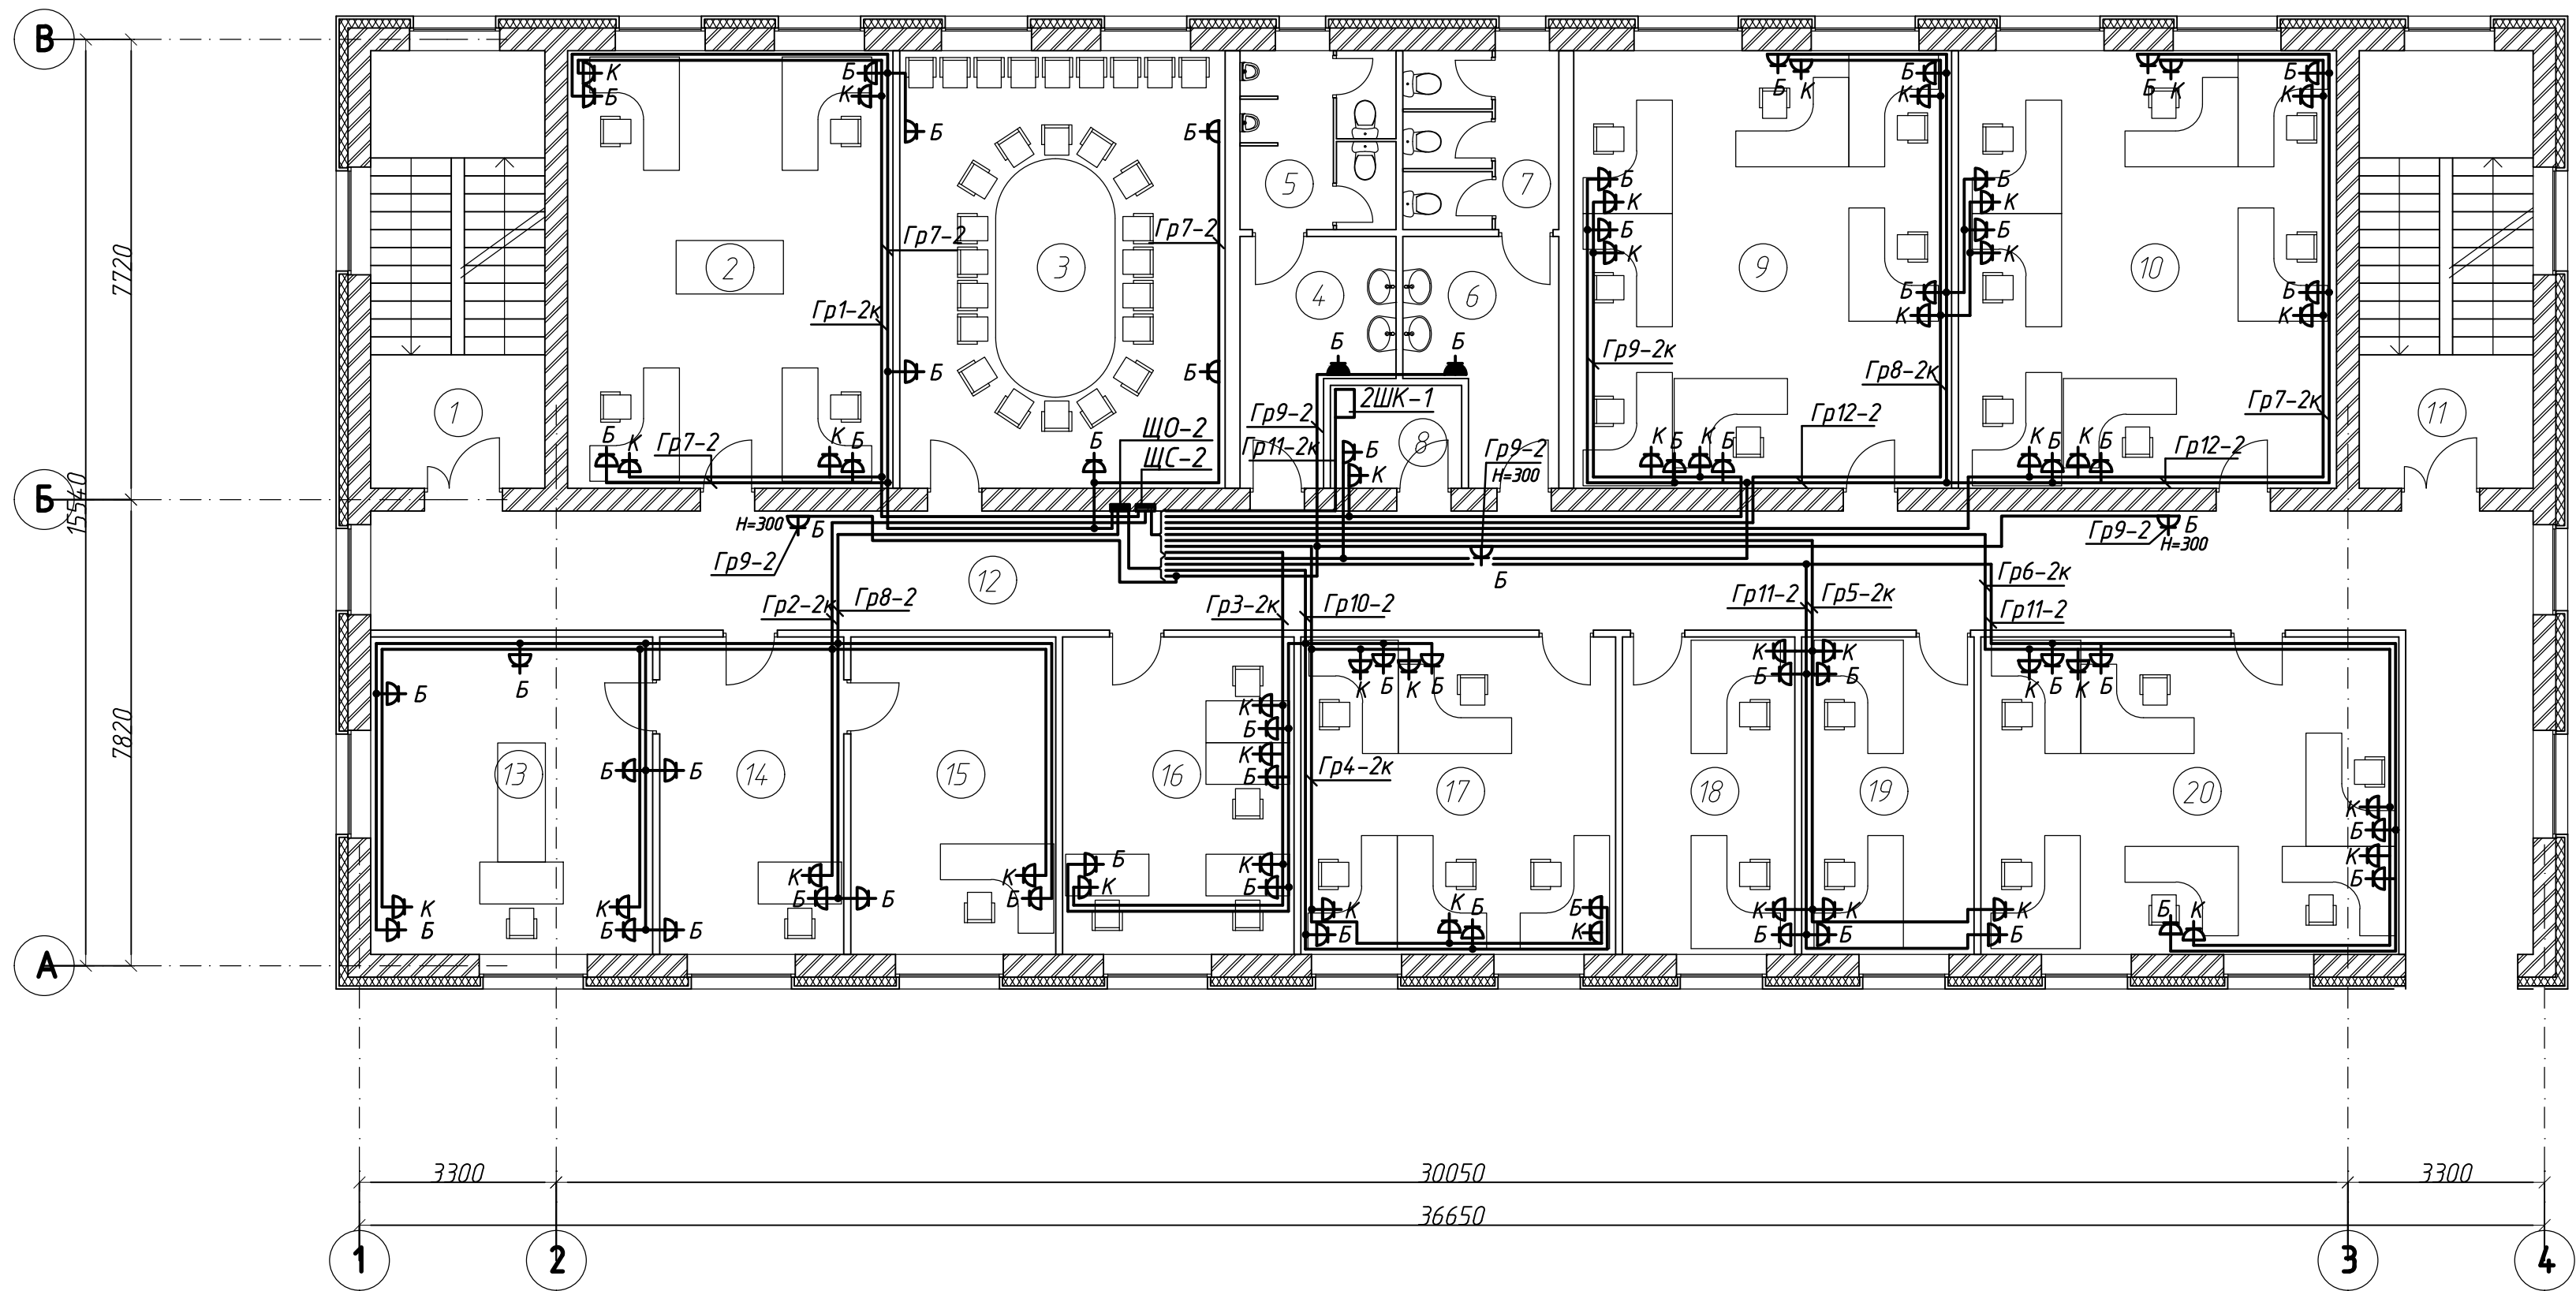 В
К
Б
Б
К
Б
Б
7720
Гр7-2
Гр1-2к
2
1
Б
К
К
Б
Гр7-2
Б
3
Гр7-2
Б
Б
Б
ЩО-2
ЩС-2
5
7
4
6
Б
Б
2ШК-1
Гр9-2
Гр11-2к
8
Б
К
Гр9-2
H=300
Б
К
Б
К
Б
К
Б
К
9
Б
К
Гр9-2к
Гр8-2к
К
Б
К
Б
Гр12-2
Б
К
Б
К
Б
К
Б
К
10
Б
К
Гр7-2к
К
Б
К
Б
Гр12-2
11
Б
15540
H=300
Б
Гр9-2
12
Б
Гр9-2
Б
H=300
Гр2-2к
Гр8-2
Гр3-2к
Гр10-2
Гр11-2
Гр5-2к
Гр6-2к
Гр11-2
7820
Б
Б
Б
Б
13
14
15
К
Б
К
Б
Б
К
Б
Б
К
Б
К
Б
К
Б
16
Б
К
К
Б
К
Б
К
Б
Гр4-2к
17
К
Б
К
Б
Б
К
К
Б
К
Б
18
19
К
Б
К
Б
К
Б
К
Б
К
Б
20
К
Б
К
Б
Б
К
А
3300
30050
3300
36650
1
2
3
4